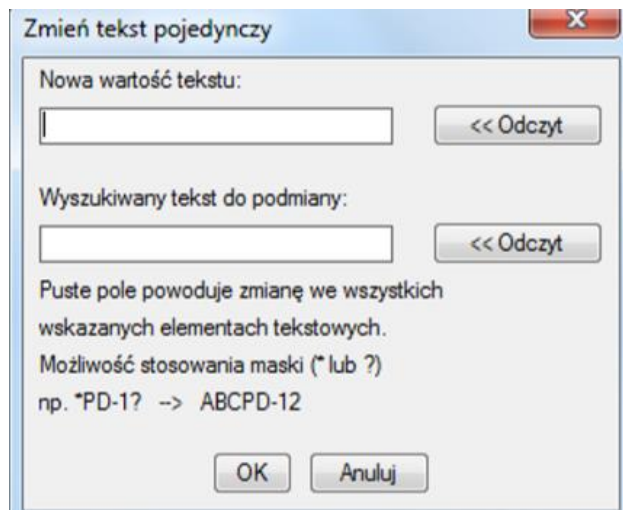 Zmień tekst pojedynczy
Nowa wartość tekstu:
<< Odczyt
Wyszukiwany tekst do podmiany:
<< Odczyt
Puste pole powoduje zmianę we wszystkich
wskazanych elementach tekstowych.
Możliwość stosowania maski (* lub ?)
np. *PD-1? --> ABCPD-12
OK Anuluj